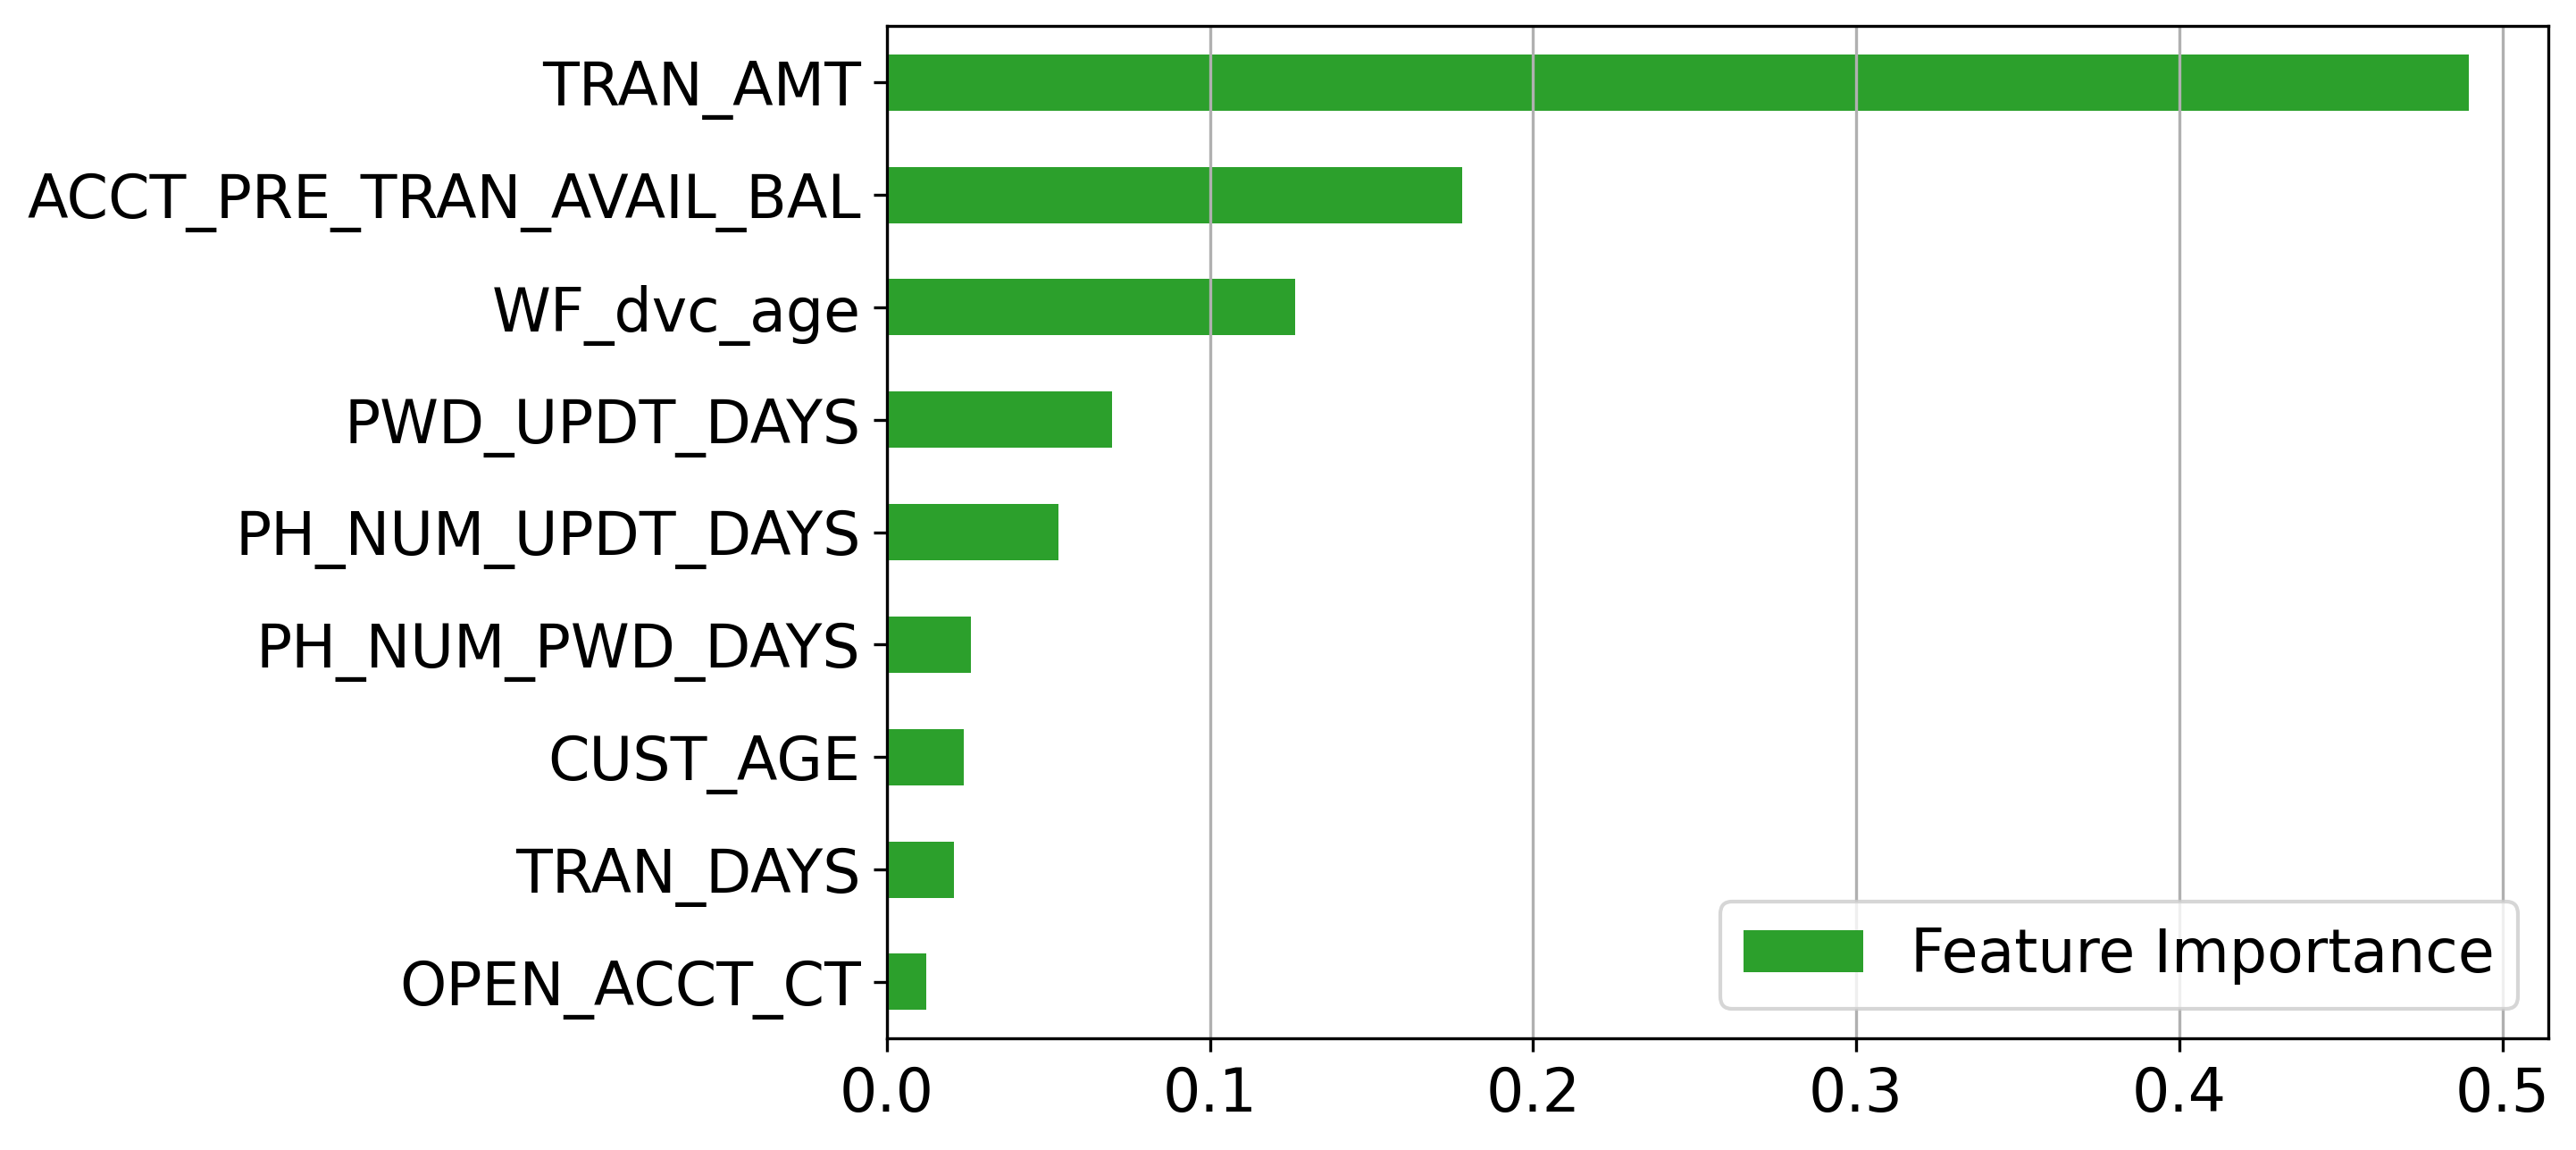 TRAN_AMT
ACCT_PRE_TRAN_AVAIL_BAL
WF_dvc_age
PWD_UPDT_DAYS
PH_NUM_UPDT_DAYS
PH_NUM_PWD_DAYS
CUST_AGE
TRAN_DAYS
OPEN_ACCT_CT
Feature Importance
0.0 0.1 0.2 0.3 0.4 0.5